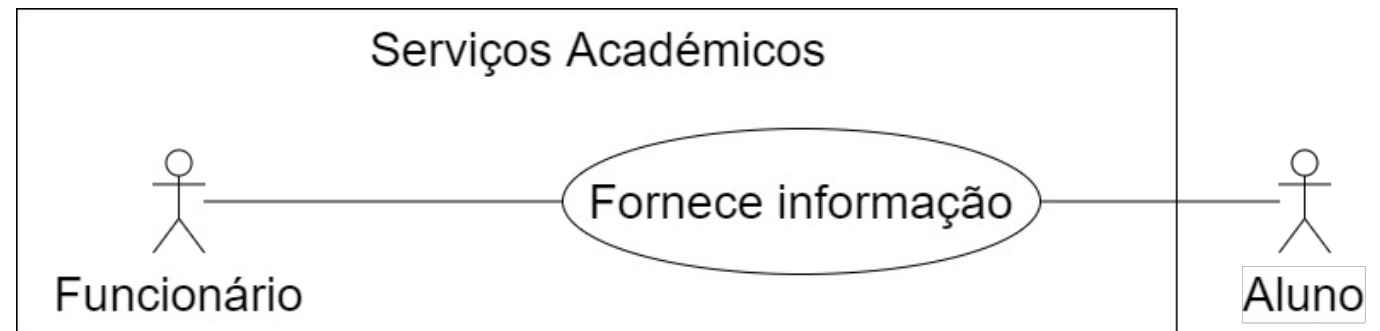 Serviços Académicos
Fornece informação
Funcionário
Aluno